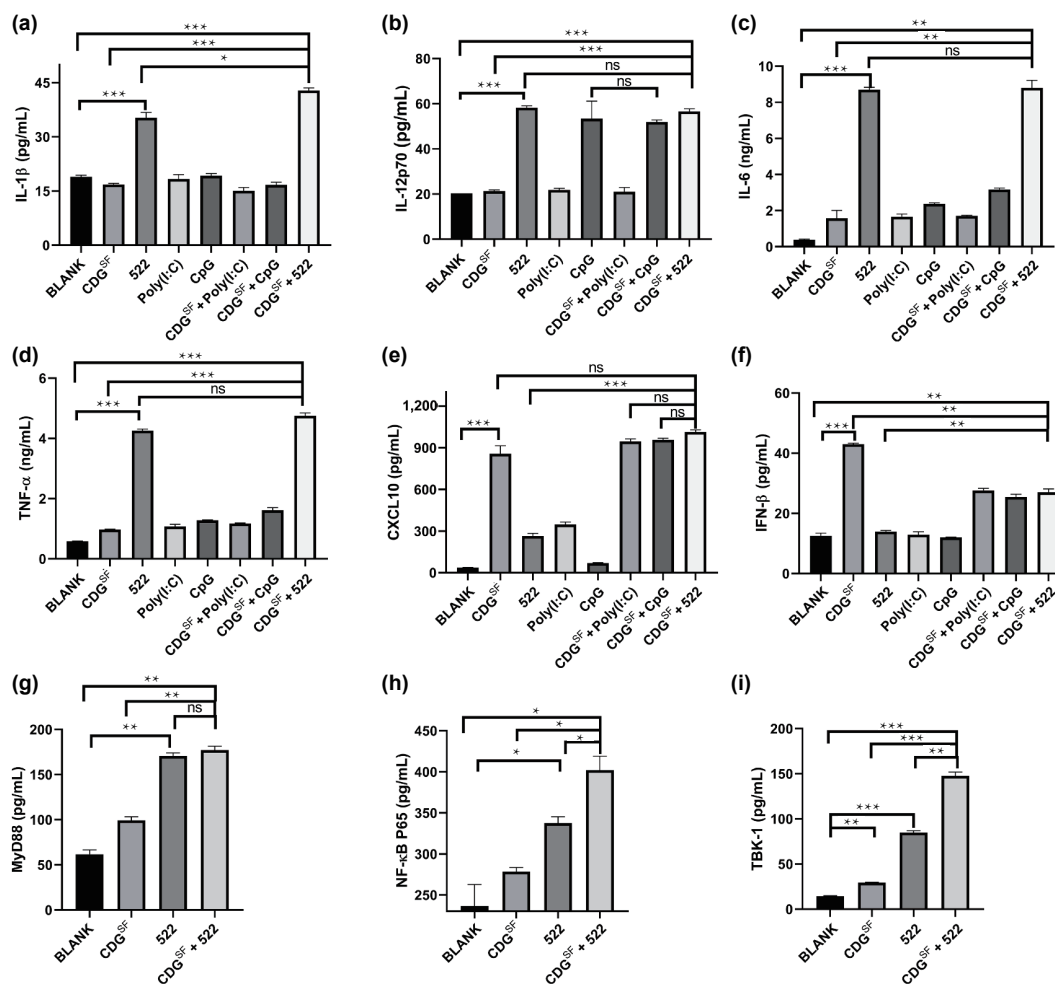 (a)
***
***
*
***
IL-1β (pg/mL)
45
30
15
0
BLANK
CDG^SF
522
Poly(I:C)
CpG
CDG^SF + Poly(I:C)
CDG^SF + CpG
CDG^SF + 522
(b)
***
***
ns
***
ns
IL-12p70 (pg/mL)
80
60
40
20
0
BLANK
CDG^SF
522
Poly(I:C)
CpG
CDG^SF + Poly(I:C)
CDG^SF + CpG
CDG^SF + 522
(c)
**
**
ns
***
IL-6 (ng/mL)
10
8
6
4
2
0
BLANK
CDG^SF
522
Poly(I:C)
CpG
CDG^SF + Poly(I:C)
CDG^SF + CpG
CDG^SF + 522
(d)
***
***
ns
***
TNF-α (ng/mL)
6
4
2
0
BLANK
CDG^SF
522
Poly(I:C)
CpG
CDG^SF + Poly(I:C)
CDG^SF + CpG
CDG^SF + 522
(e)
ns
***
ns
ns
***
CXCL10 (pg/mL)
1,200
900
600
300
0
BLANK
CDG^SF
522
Poly(I:C)
CpG
CDG^SF + Poly(I:C)
CDG^SF + CpG
CDG^SF + 522
(f)
**
**
**
***
IFN-β (pg/mL)
60
40
20
0
BLANK
CDG^SF
522
Poly(I:C)
CpG
CDG^SF + Poly(I:C)
CDG^SF + CpG
CDG^SF + 522
(g)
**
**
ns
**
MyD88 (pg/mL)
200
150
100
50
0
BLANK
CDG^SF
522
CDG^SF + 522
(h)
*
*
*
*
NF-κB P65 (pg/mL)
450
400
350
300
250
BLANK
CDG^SF
522
CDG^SF + 522
(i)
***
***
**
***
**
TBK-1 (pg/mL)
200
150
100
50
0
BLANK
CDG^SF
522
CDG^SF + 522